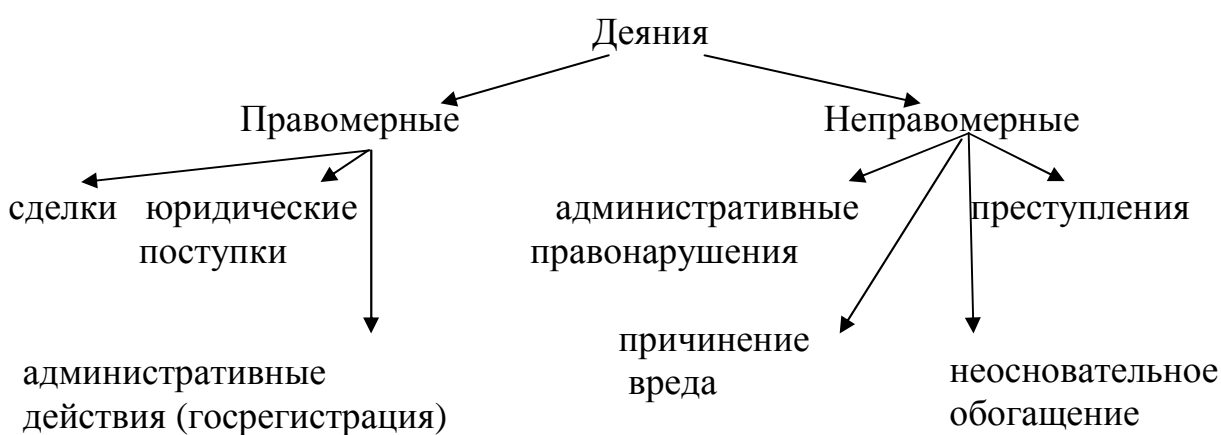 Деяния
Правомерные
Неправомерные
сделки
юридические
поступки
административные
действия (госрегистрация)
административные
правонарушения
преступления
причинение
вреда
неосновательное
обогащение